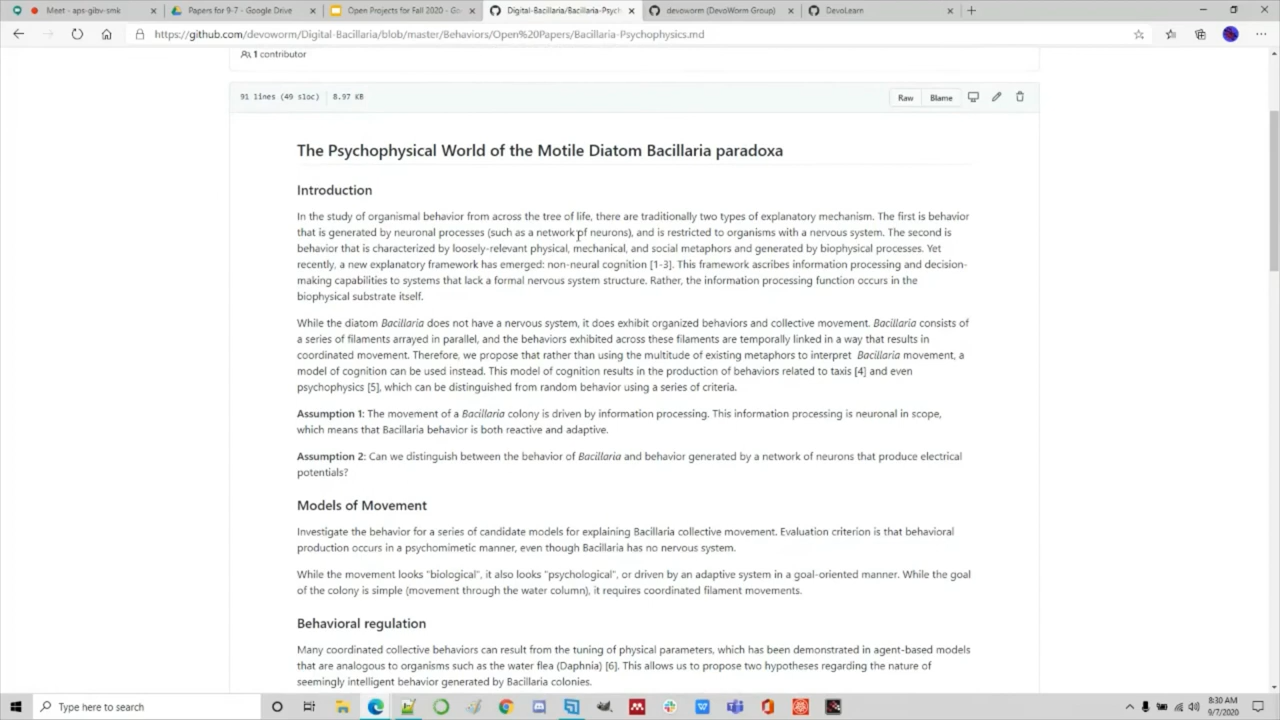 Meet - aps-gibv-smk
Papers for 9-7 - Google Drive
Open Projects for Fall 2020 - Go
Digital-Bacillaria/Bacillaria-Psych
devoworm (DevoWorm Group)
DevoLearn
https://github.com/devoworm/Digital-Bacillaria/blob/master/Behaviors/Open%20Papers/Bacillaria-Psychophysics.md
1 contributor
91 lines (49 sloc) 8.97 KB
Raw Blame
The Psychophysical World of the Motile Diatom Bacillaria paradoxa
Introduction
In the study of organismal behavior from across the tree of life, there are traditionally two types of explanatory mechanism. The first is behavior
that is generated by neuronal processes (such as a network of neurons), and is restricted to organisms with a nervous system. The second is
behavior that is characterized by loosely-relevant physical, mechanical, and social metaphors and generated by biophysical processes. Yet
recently, a new explanatory framework has emerged: non-neural cognition [1-3]. This framework ascribes information processing and decision-
making capabilities to systems that lack a formal nervous system structure. Rather, the information processing function occurs in the
biophysical substrate itself.
While the diatom Bacillaria does not have a nervous system, it does exhibit organized behaviors and collective movement. Bacillaria consists of
a series of filaments arrayed in parallel, and the behaviors exhibited across these filaments are temporally linked in a way that results in
coordinated movement. Therefore, we propose that rather than using the multitude of existing metaphors to interpret Bacillaria movement, a
model of cognition can be used instead. This model of cognition results in the production of behaviors related to taxis [4] and even
psychophysics [5], which can be distinguished from random behavior using a series of criteria.
Assumption 1: The movement of a Bacillaria colony is driven by information processing. This information processing is neuronal in scope,
which means that Bacillaria behavior is both reactive and adaptive.
Assumption 2: Can we distinguish between the behavior of Bacillaria and behavior generated by a network of neurons that produce electrical
potentials?
Models of Movement
Investigate the behavior for a series of candidate models for explaining Bacillaria collective movement. Evaluation criterion is that behavioral
production occurs in a psychomimetic manner, even though Bacillaria has no nervous system.
While the movement looks "biological", it also looks "psychological", or driven by an adaptive system in a goal-oriented manner. While the goal
of the colony is simple (movement through the water column), it requires coordinated filament movements.
Behavioral regulation
Many coordinated collective behaviors can result from the tuning of physical parameters, which has been demonstrated in agent-based models
that are analogous to organisms such as the water flea (Daphnia) [6]. This allows us to propose two hypotheses regarding the nature of
seemingly intelligent behavior generated by Bacillaria colonies.
Type here to search
8:30 AM
9/7/2020